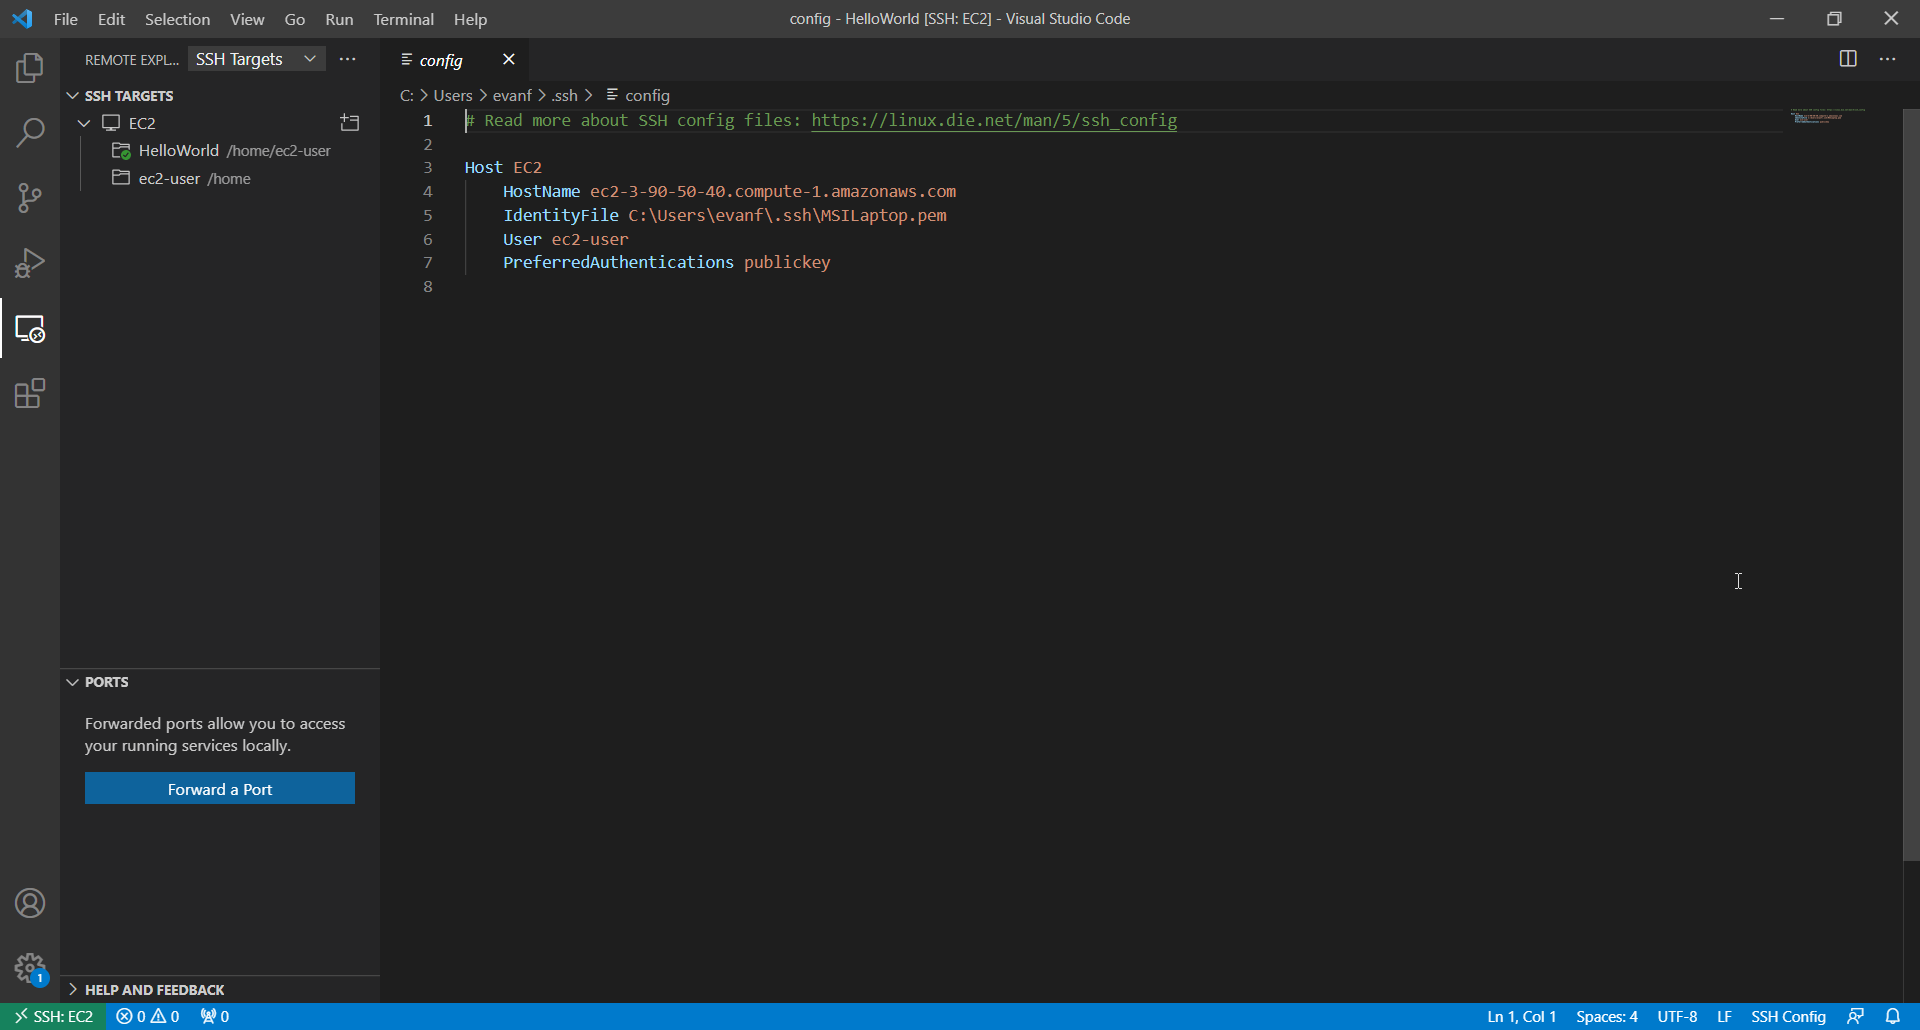 File Edit Selection View Go Run Terminal Help
config - HelloWorld [SSH: EC2] - Visual Studio Code
REMOTE EXPL... SSH Targets
SSH TARGETS
EC2
HelloWorld /home/ec2-user
ec2-user /home
PORTS
Forwarded ports allow you to access
your running services locally.
Forward a Port
HELP AND FEEDBACK
config
C: > Users > evanf > .ssh > config
1 # Read more about SSH config files: https://linux.die.net/man/5/ssh_config
2
3 Host EC2
4 HostName ec2-3-90-50-40.compute-1.amazonaws.com
5 IdentityFile C:\Users\evanf\.ssh\MSILaptop.pem
6 User ec2-user
7 PreferredAuthentications publickey
8
1
SSH: EC2 0 0 0
Ln 1, Col 1 Spaces: 4 UTF-8 LF SSH Config